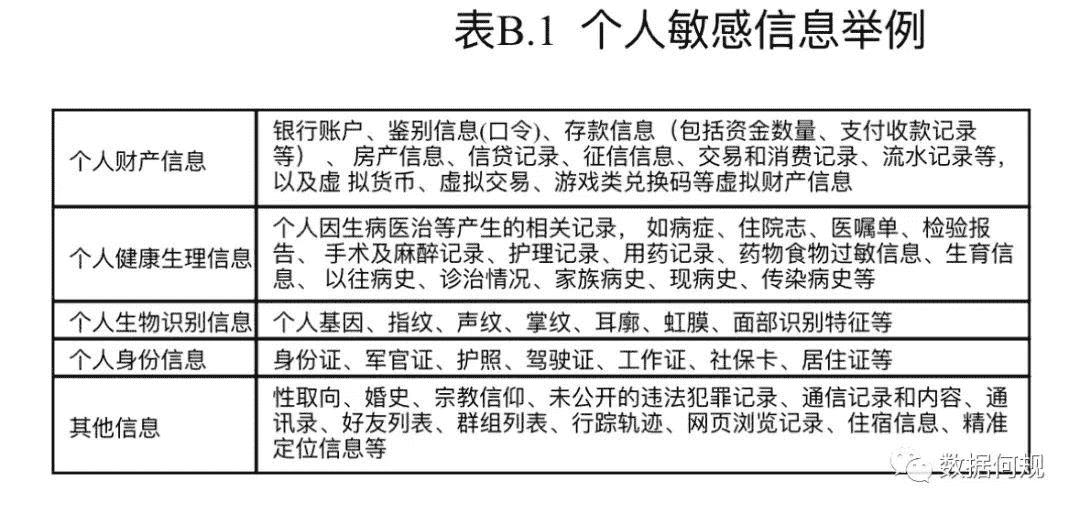 表B.1 个人敏感信息举例
个人财产信息
银行账户、鉴别信息(口令)、存款信息（包括资金数量、支付收款记录
等） 、 房产信息、信贷记录、征信信息、交易和消费记录、流水记录等，
以及虚 拟货币、虚拟交易、游戏类兑换码等虚拟财产信息
个人健康生理信息
个人因生病医治等产生的相关记录， 如病症、住院志、医嘱单、检验报
告、 手术及麻醉记录、护理记录、用药记录、药物食物过敏信息、生育信
息、 以往病史、诊治情况、家族病史、现病史、传染病史等
个人生物识别信息
个人基因、指纹、声纹、掌纹、耳廓、虹膜、面部识别特征等
个人身份信息
身份证、军官证、护照、驾驶证、工作证、社保卡、居住证等
其他信息
性取向、婚史、宗教信仰、未公开的违法犯罪记录、通信记录和内容、通
讯录、好友列表、群组列表、行踪轨迹、网页浏览记录、住宿信息、精准
定位信息等
数据何规